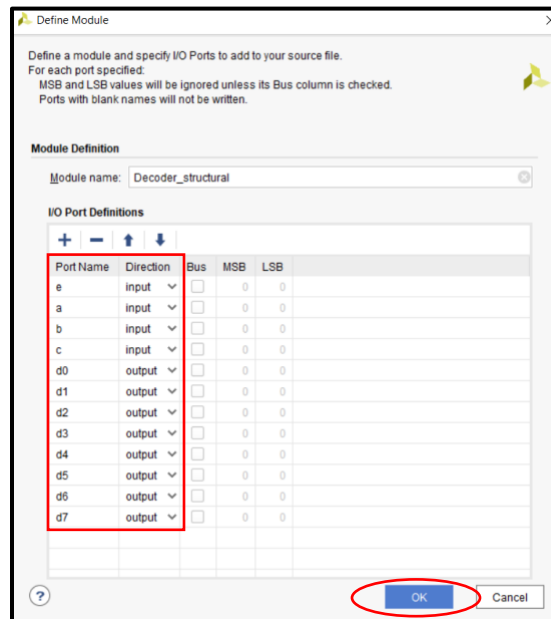 Define Module
Define a module and specify I/O Ports to add to your source file.
For each port specified:
MSB and LSB values will be ignored unless its Bus column is checked.
Ports with blank names will not be written.
Module Definition
Module name: Decoder_structural
I/O Port Definitions
Port Name Direction Bus MSB LSB
e input 0 0
a input 0 0
b input 0 0
c input 0 0
d0 output 0 0
d1 output 0 0
d2 output 0 0
d3 output 0 0
d4 output 0 0
d5 output 0 0
d6 output 0 0
d7 output 0 0
? OK Cancel